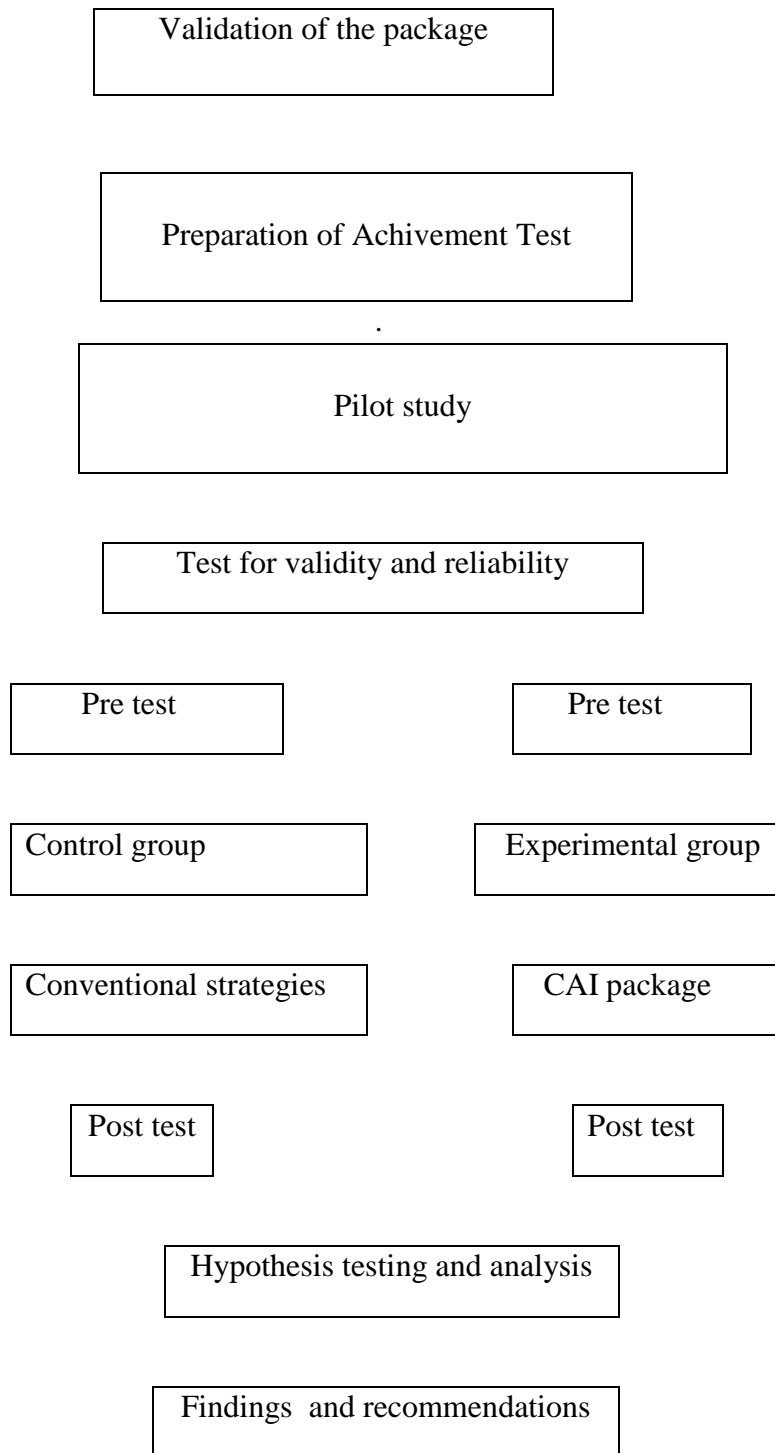 Validation of the package
Preparation of Achivement Test
.
Pilot study
Test for validity and reliability
Pre test
Pre test
Control group
Experimental group
Conventional strategies
CAI package
Post test
Post test
Hypothesis testing and analysis
Findings and recommendations